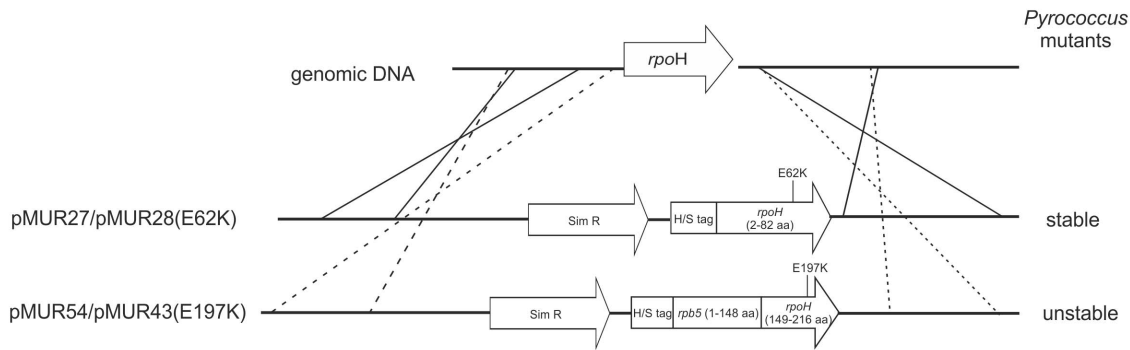 Pyrococcus
mutants
genomic DNA
rpoH
E62K
pMUR27/pMUR28(E62K)
Sim R
H/S tag
rpoH
(2-82 aa)
stable
E197K
pMUR54/pMUR43(E197K)
Sim R
H/S tag
rpb5 (1-148 aa)
rpoH
(149-216 aa)
unstable